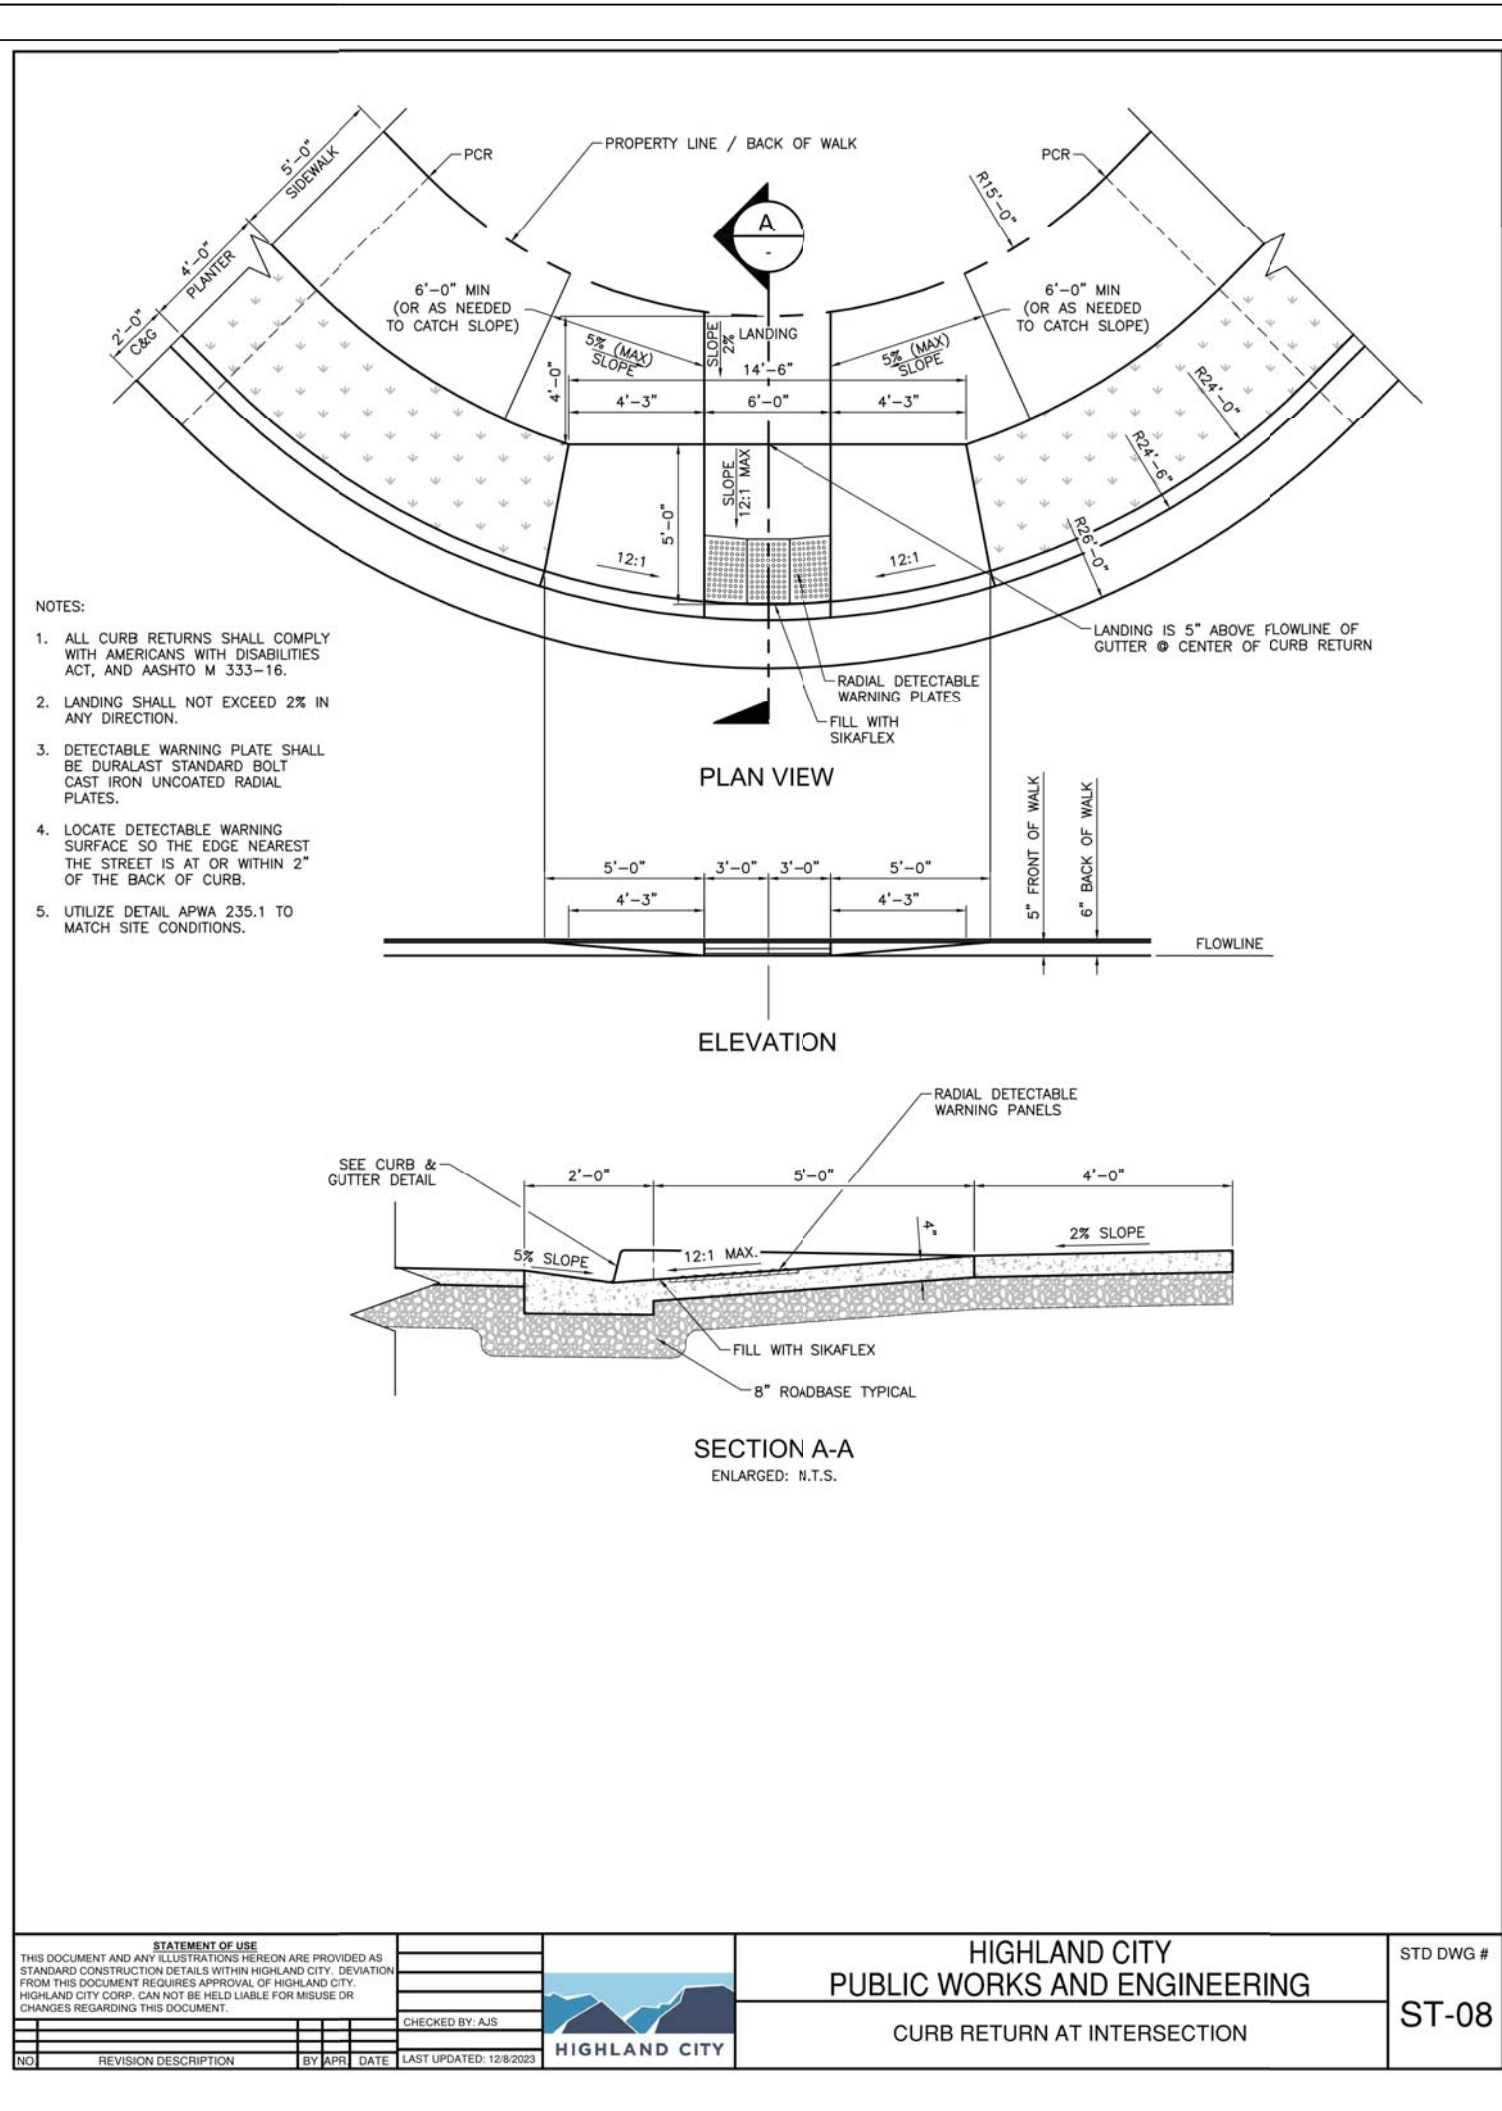 5'-0"
SIDEWALK
4'-0"
PLANTER
2'-0"
C&G
PCR
PROPERTY LINE / BACK OF WALK
PCR
R15'-0"
A
-
6'-0" MIN
(OR AS NEEDED
TO CATCH SLOPE)
6'-0" MIN
(OR AS NEEDED
TO CATCH SLOPE)
5% (MAX)
SLOPE
SLOPE
2%
LANDING
5% (MAX)
SLOPE
14'-6"
4'-0"
4'-3"
6'-0"
4'-3"
R24'-0"
R24'-6"
R26'-0"
SLOPE
12:1 MAX
5'-0"
12:1
12:1
LANDING IS 5" ABOVE FLOWLINE OF
GUTTER @ CENTER OF CURB RETURN
RADIAL DETECTABLE
WARNING PLATES
FILL WITH
SIKAFLEX
PLAN VIEW
NOTES:
1. ALL CURB RETURNS SHALL COMPLY
WITH AMERICANS WITH DISABILITIES
ACT, AND AASHTO M 333-16.
2. LANDING SHALL NOT EXCEED 2% IN
ANY DIRECTION.
3. DETECTABLE WARNING PLATE SHALL
BE DURALAST STANDARD BOLT
CAST IRON UNCOATED RADIAL
PLATES.
4. LOCATE DETECTABLE WARNING
SURFACE SO THE EDGE NEAREST
THE STREET IS AT OR WITHIN 2"
OF THE BACK OF CURB.
5. UTILIZE DETAIL APWA 235.1 TO
MATCH SITE CONDITIONS.
5'-0"
3'-0"
3'-0"
5'-0"
4'-3"
4'-3"
5" FRONT OF WALK
6" BACK OF WALK
FLOWLINE
ELEVATION
RADIAL DETECTABLE
WARNING PANELS
SEE CURB &
GUTTER DETAIL
2'-0"
5'-0"
4'-0"
5% SLOPE
12:1 MAX.
4"
2% SLOPE
FILL WITH SIKAFLEX
8" ROADBASE TYPICAL
SECTION A-A
ENLARGED: N.T.S.
STATEMENT OF USE
THIS DOCUMENT AND ANY ILLUSTRATIONS HEREON ARE PROVIDED AS
STANDARD CONSTRUCTION DETAILS WITHIN HIGHLAND CITY. DEVIATION
FROM THIS DOCUMENT REQUIRES APPROVAL OF HIGHLAND CITY.
HIGHLAND CITY CORP. CAN NOT BE HELD LIABLE FOR MISUSE OR
CHANGES REGARDING THIS DOCUMENT.
NO. REVISION DESCRIPTION BY APR. DATE
CHECKED BY: AJS
LAST UPDATED: 12/8/2023
HIGHLAND CITY
HIGHLAND CITY
PUBLIC WORKS AND ENGINEERING
CURB RETURN AT INTERSECTION
STD DWG #
ST-08